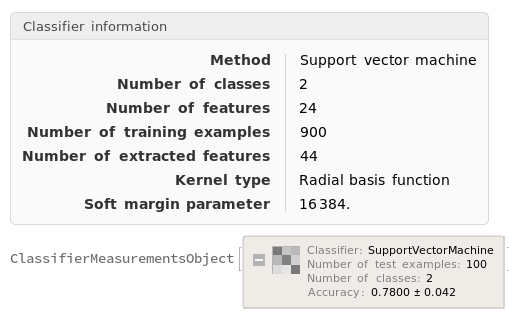 Classifier information
Method Support vector machine
Number of classes 2
Number of features 24
Number of training examples 900
Number of extracted features 44
Kernel type Radial basis function
Soft margin parameter 16 384.
ClassifierMeasurementsObject[
Classifier: SupportVectorMachine
Number of test examples: 100
Number of classes: 2
Accuracy: 0.7800 ± 0.042
]